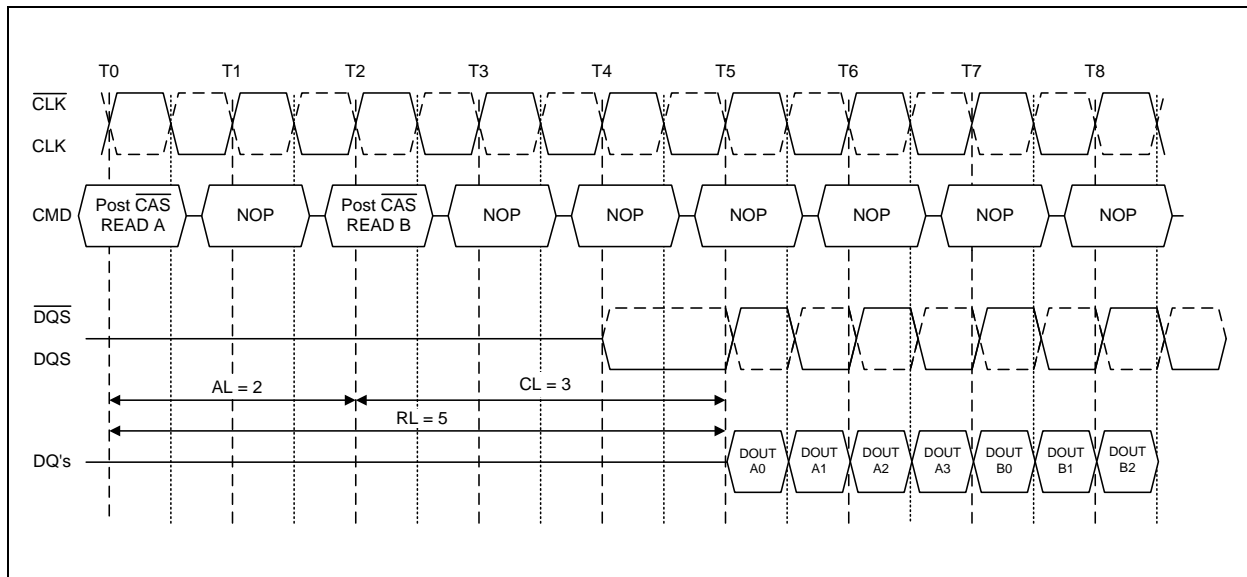 T0 T1 T2 T3 T4 T5 T6 T7 T8
CLK
CLK
CMD
Post CAS
READ A
NOP
Post CAS
READ B
NOP
NOP
NOP
NOP
NOP
NOP
DQS
DQS
AL = 2
CL = 3
RL = 5
DQ's
DOUT
A0
DOUT
A1
DOUT
A2
DOUT
A3
DOUT
B0
DOUT
B1
DOUT
B2